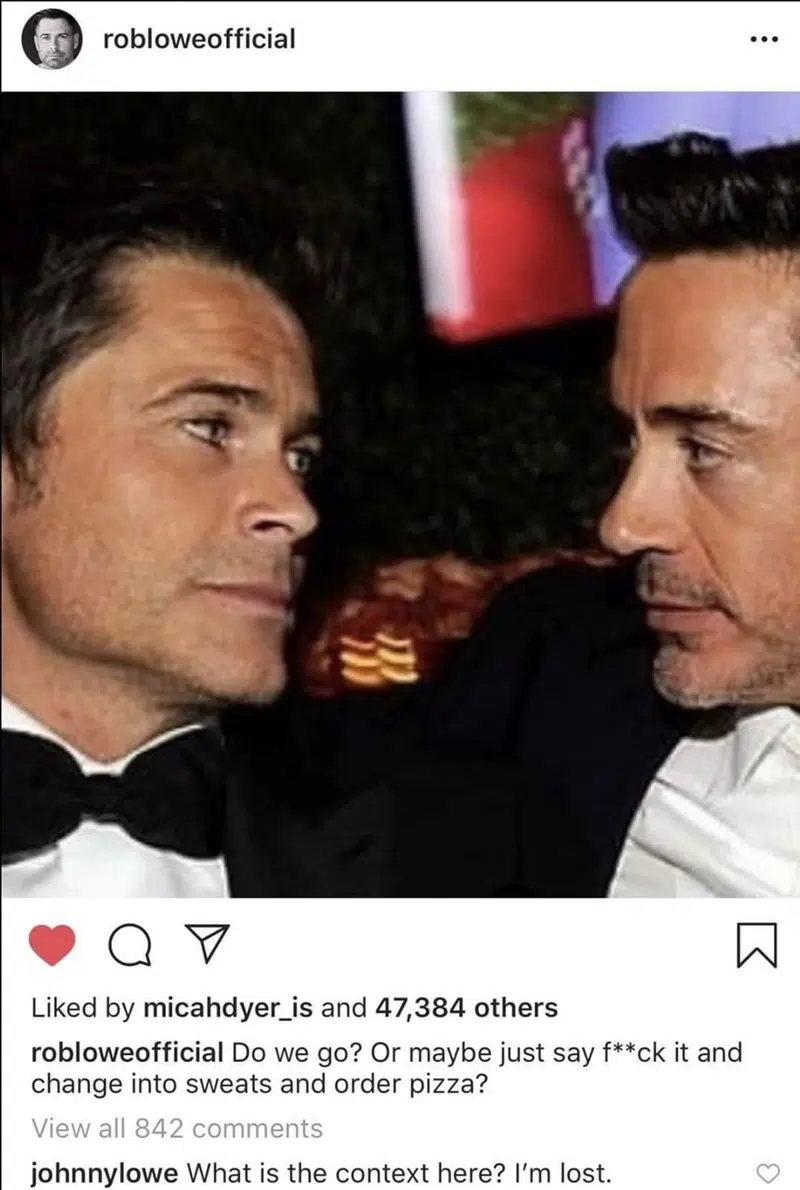 robloweofficial
Liked by micahdyer_is and 47,384 others
robloweofficial Do we go? Or maybe just say f**ck it and
change into sweats and order pizza?
View all 842 comments
johnnylowe What is the context here? I’m lost.